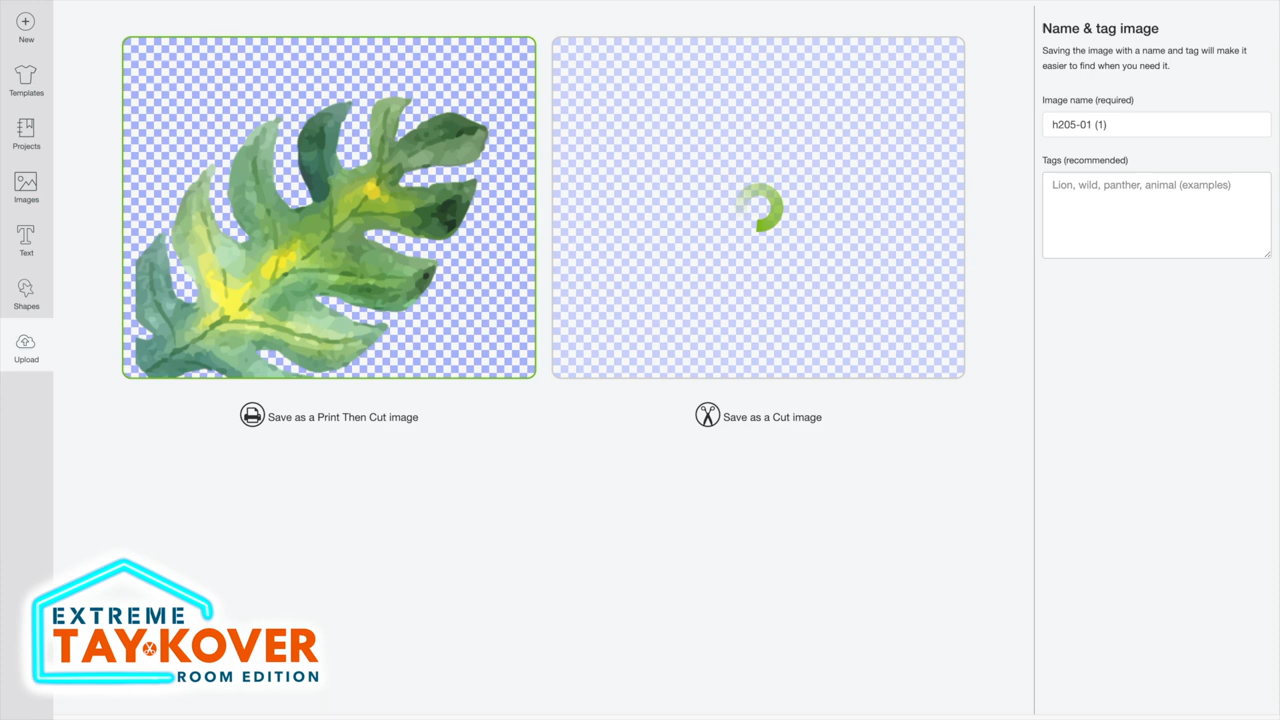 New
Templates
Projects
Images
Text
Shapes
Upload
Save as a Print Then Cut image
Save as a Cut image
Name & tag image
Saving the image with a name and tag will make it
easier to find when you need it.
Image name (required)
h205-01 (1)
Tags (recommended)
Lion, wild, panther, animal (examples)
EXTREME
TAY KOVER
ROOM EDITION